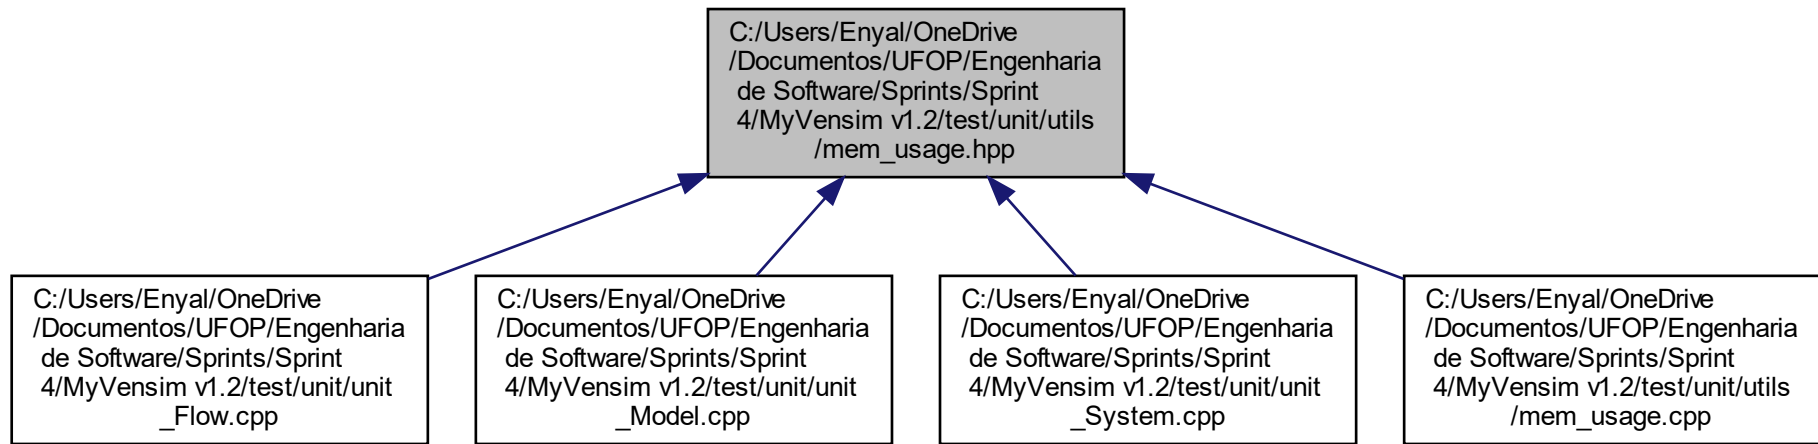 C:/Users/Enyal/OneDrive
/Documentos/UFOP/Engenharia
de Software/Sprints/Sprint
4/MyVensim v1.2/test/unit/utils
/mem_usage.hpp
C:/Users/Enyal/OneDrive
/Documentos/UFOP/Engenharia
de Software/Sprints/Sprint
4/MyVensim v1.2/test/unit/unit
_Flow.cpp
C:/Users/Enyal/OneDrive
/Documentos/UFOP/Engenharia
de Software/Sprints/Sprint
4/MyVensim v1.2/test/unit/unit
_Model.cpp
C:/Users/Enyal/OneDrive
/Documentos/UFOP/Engenharia
de Software/Sprints/Sprint
4/MyVensim v1.2/test/unit/unit
_System.cpp
C:/Users/Enyal/OneDrive
/Documentos/UFOP/Engenharia
de Software/Sprints/Sprint
4/MyVensim v1.2/test/unit/utils
/mem_usage.cpp